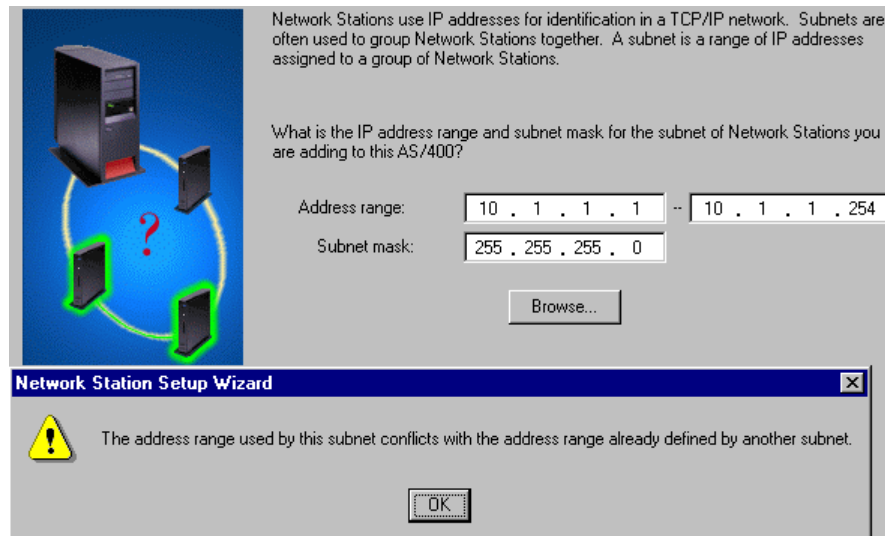 Network Stations use IP addresses for identification in a TCP/IP network. Subnets are
often used to group Network Stations together. A subnet is a range of IP addresses
assigned to a group of Network Stations.
What is the IP address range and subnet mask for the subnet of Network Stations you
are adding to this AS/400?
Address range: 10 . 1 . 1 . 1 -- 10 . 1 . 1 . 254
Subnet mask: 255 . 255 . 255 . 0
Browse...
?
Network Station Setup Wizard
The address range used by this subnet conflicts with the address range already defined by another subnet.
OK